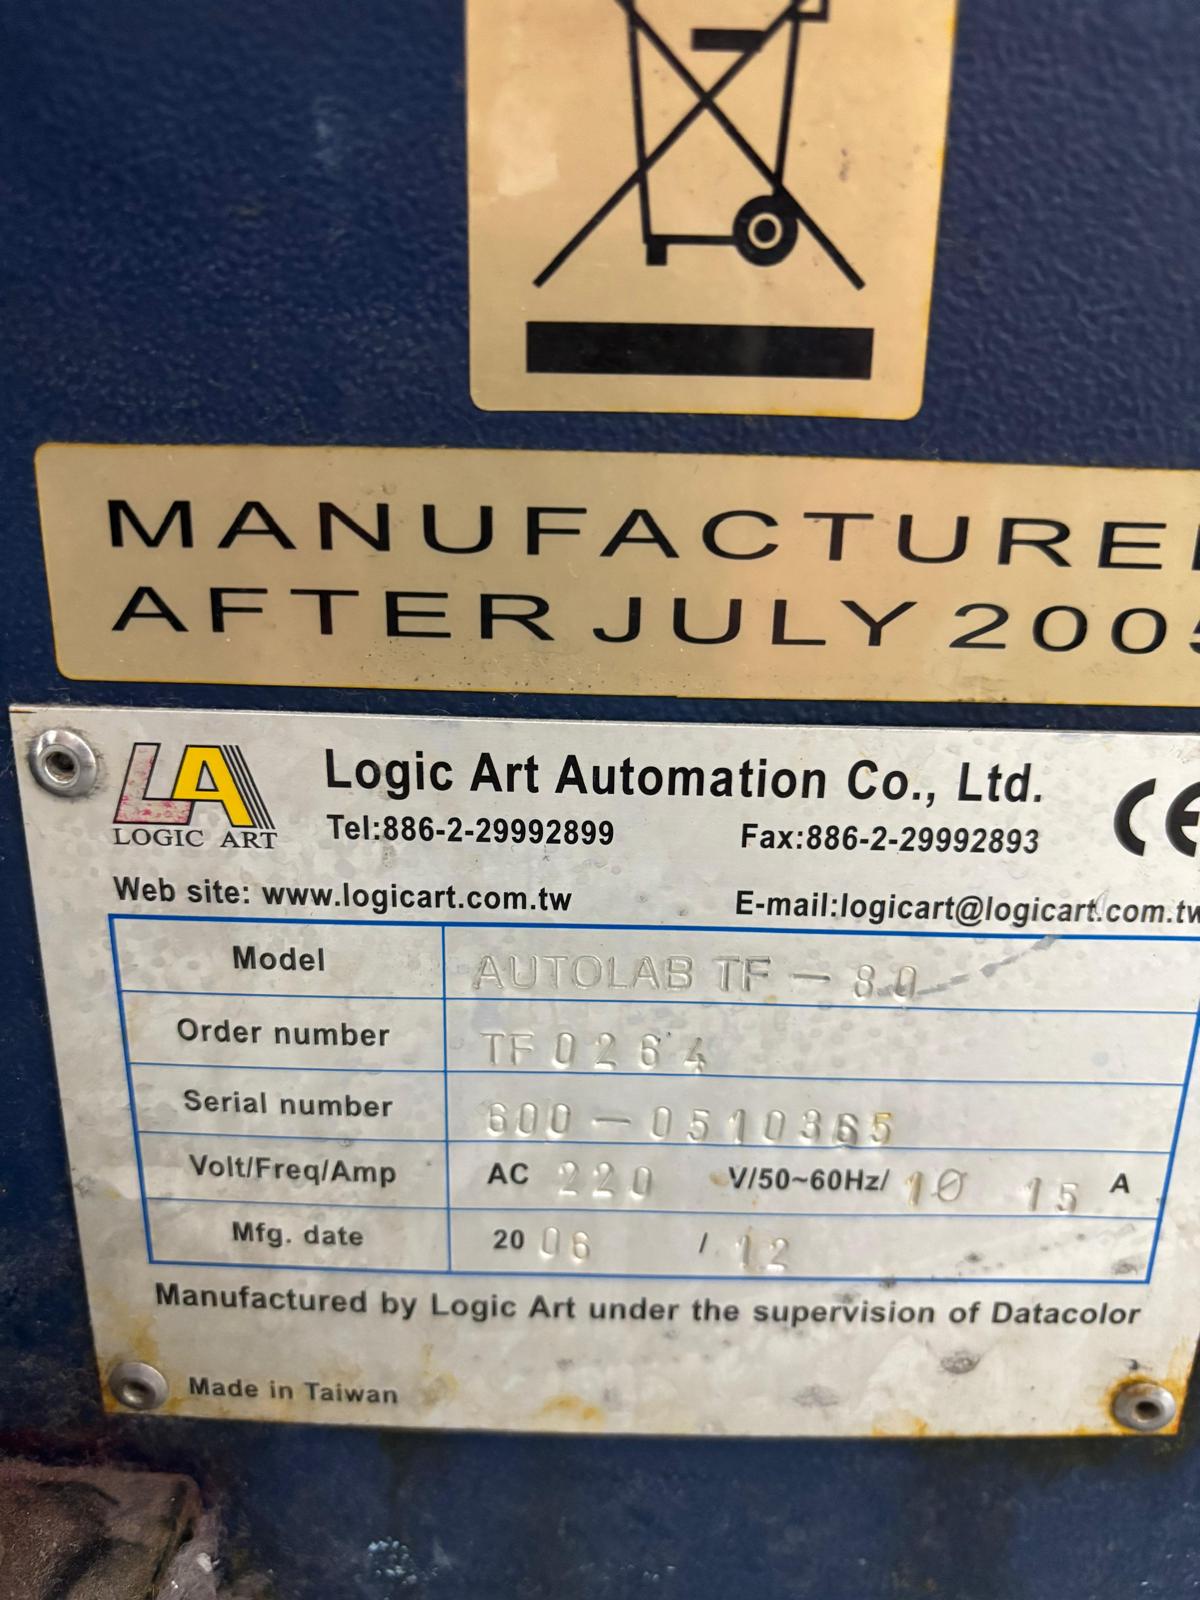 MANUFACTURE
AFTER JULY 2005
LA
LOGIC ART
Logic Art Automation Co., Ltd.
Tel:886-2-29992899 Fax:886-2-29992893
CE
Web site: www.logicart.com.tw E-mail:logicart@logicart.com.tw
Model AUTOLAB TF - 80
Order number TF0264
Serial number 600-0510365
Volt/Freq/Amp AC 220 V/50~60Hz/ 10 15 A
Mfg. date 2006 / 12
Manufactured by Logic Art under the supervision of Datacolor
Made in Taiwan